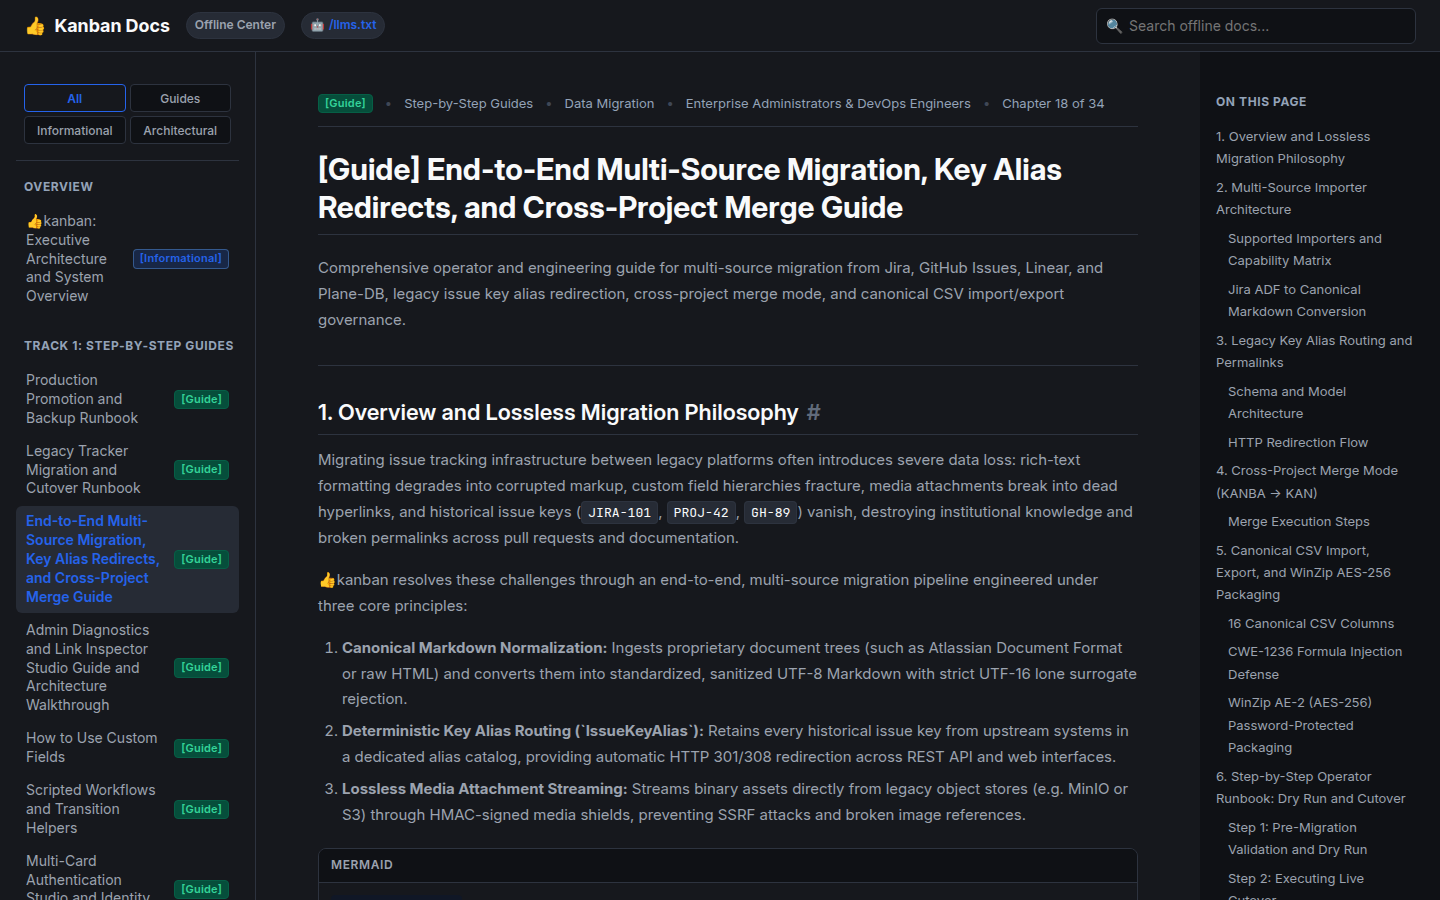 👍 Kanban Docs
Offline Center
🤖 /llms.txt
🔍 Search offline docs...
All
Guides
Informational
Architectural
OVERVIEW
👍kanban:
Executive
Architecture
and System
Overview
[Informational]
TRACK 1: STEP-BY-STEP GUIDES
Production
Promotion and
Backup Runbook
[Guide]
Legacy Tracker
Migration and
Cutover Runbook
[Guide]
End-to-End Multi-
Source Migration,
Key Alias Redirects,
and Cross-Project
Merge Guide
[Guide]
Admin Diagnostics
and Link Inspector
Studio Guide and
Architecture
Walkthrough
[Guide]
How to Use Custom
Fields
[Guide]
Scripted Workflows
and Transition
Helpers
[Guide]
Multi-Card
Authentication
Studio and Identity
[Guide]
[Guide] • Step-by-Step Guides • Data Migration • Enterprise Administrators & DevOps Engineers • Chapter 18 of 34
[Guide] End-to-End Multi-Source Migration, Key Alias
Redirects, and Cross-Project Merge Guide
Comprehensive operator and engineering guide for multi-source migration from Jira, GitHub Issues, Linear, and
Plane-DB, legacy issue key alias redirection, cross-project merge mode, and canonical CSV import/export
governance.
1. Overview and Lossless Migration Philosophy #
Migrating issue tracking infrastructure between legacy platforms often introduces severe data loss: rich-text
formatting degrades into corrupted markup, custom field hierarchies fracture, media attachments break into dead
hyperlinks, and historical issue keys (JIRA-101, PROJ-42, GH-89) vanish, destroying institutional knowledge and
broken permalinks across pull requests and documentation.
👍kanban resolves these challenges through an end-to-end, multi-source migration pipeline engineered under
three core principles:
1. Canonical Markdown Normalization: Ingests proprietary document trees (such as Atlassian Document Format
or raw HTML) and converts them into standardized, sanitized UTF-8 Markdown with strict UTF-16 lone surrogate
rejection.
2. Deterministic Key Alias Routing (`IssueKeyAlias`): Retains every historical issue key from upstream systems in
a dedicated alias catalog, providing automatic HTTP 301/308 redirection across REST API and web interfaces.
3. Lossless Media Attachment Streaming: Streams binary assets directly from legacy object stores (e.g. MinIO or
S3) through HMAC-signed media shields, preventing SSRF attacks and broken image references.
MERMAID
ON THIS PAGE
1. Overview and Lossless
Migration Philosophy
2. Multi-Source Importer
Architecture
Supported Importers and
Capability Matrix
Jira ADF to Canonical
Markdown Conversion
3. Legacy Key Alias Routing and
Permalinks
Schema and Model
Architecture
HTTP Redirection Flow
4. Cross-Project Merge Mode
(KANBA → KAN)
Merge Execution Steps
5. Canonical CSV Import,
Export, and WinZip AES-256
Packaging
16 Canonical CSV Columns
CWE-1236 Formula Injection
Defense
WinZip AE-2 (AES-256)
Password-Protected
Packaging
6. Step-by-Step Operator
Runbook: Dry Run and Cutover
Step 1: Pre-Migration
Validation and Dry Run
Step 2: Executing Live
Cutover